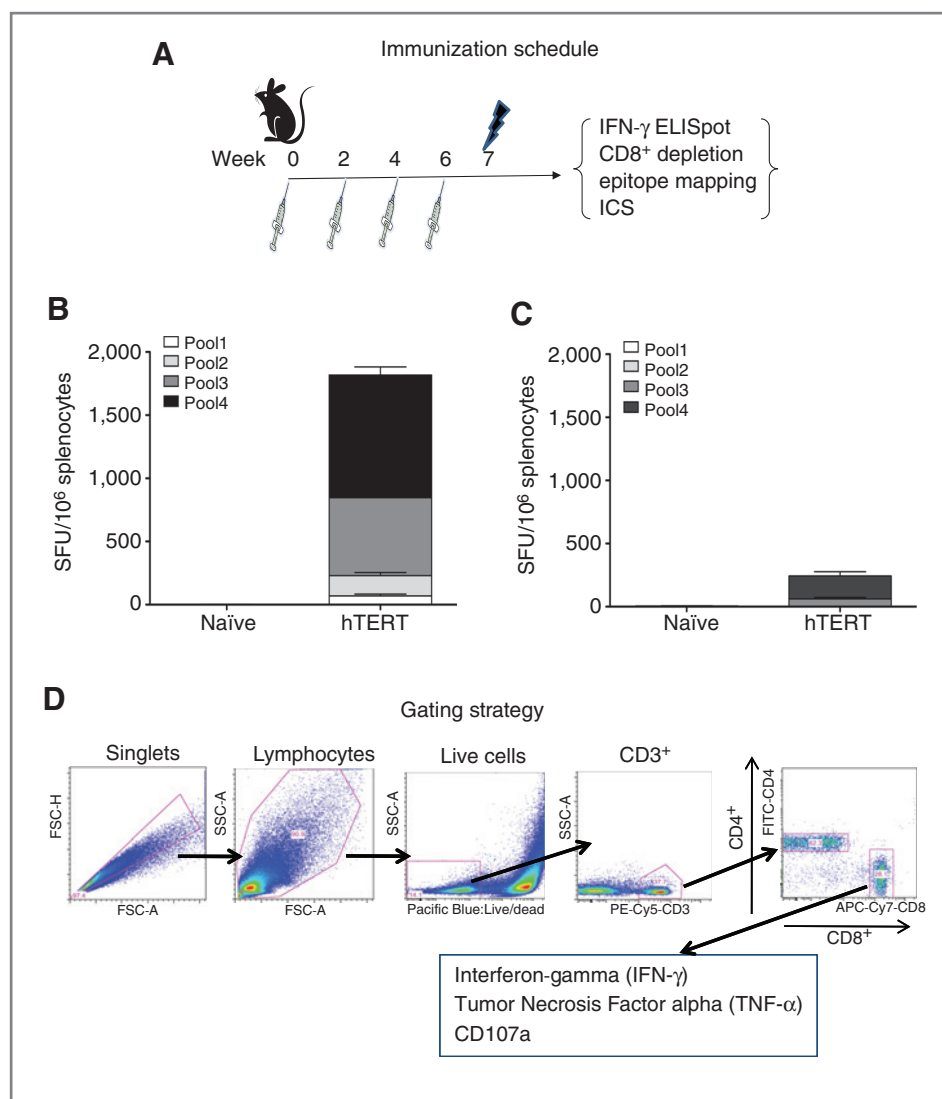 A
Immunization schedule
Week 0 2 4 6 7
IFN-γ ELISpot
CD8⁺ depletion
epitope mapping
ICS
B
Pool1
Pool2
Pool3
Pool4
SFU/10⁶ splenocytes
2,000
1,500
1,000
500
0
Naïve hTERT
C
Pool1
Pool2
Pool3
Pool4
SFU/10⁶ splenocytes
2,000
1,500
1,000
500
0
Naïve hTERT
D
Gating strategy
Singlets
FSC-H
FSC-A
Lymphocytes
SSC-A
FSC-A
Live cells
SSC-A
Pacific Blue:Live/dead
CD3⁺
SSC-A
PE-Cy5-CD3
CD4⁺
FITC-CD4
APC-Cy7-CD8
CD8⁺
Interferon-gamma (IFN-γ)
Tumor Necrosis Factor alpha (TNF-α)
CD107a